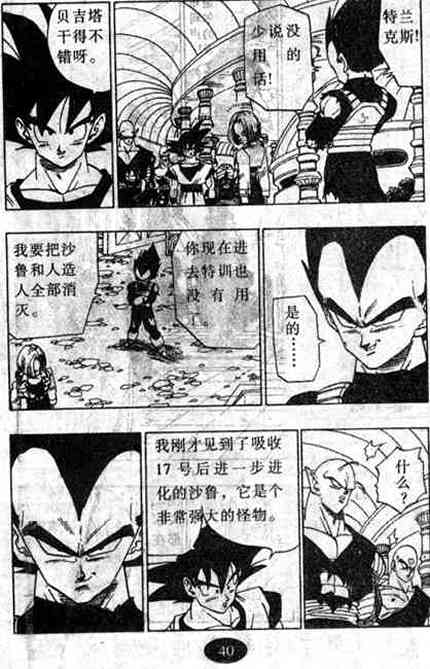 贝吉塔
干得不
错呀。
少说没
用的
话!
特兰
克斯!
我要把沙
鲁和人造
人全部消
灭。
你现在进
去特训也
没有用
了。
是
的
……
我刚才见到了吸收
17号后进一步进
化的沙鲁，它是个
非常强大的怪物。
什
么?
40